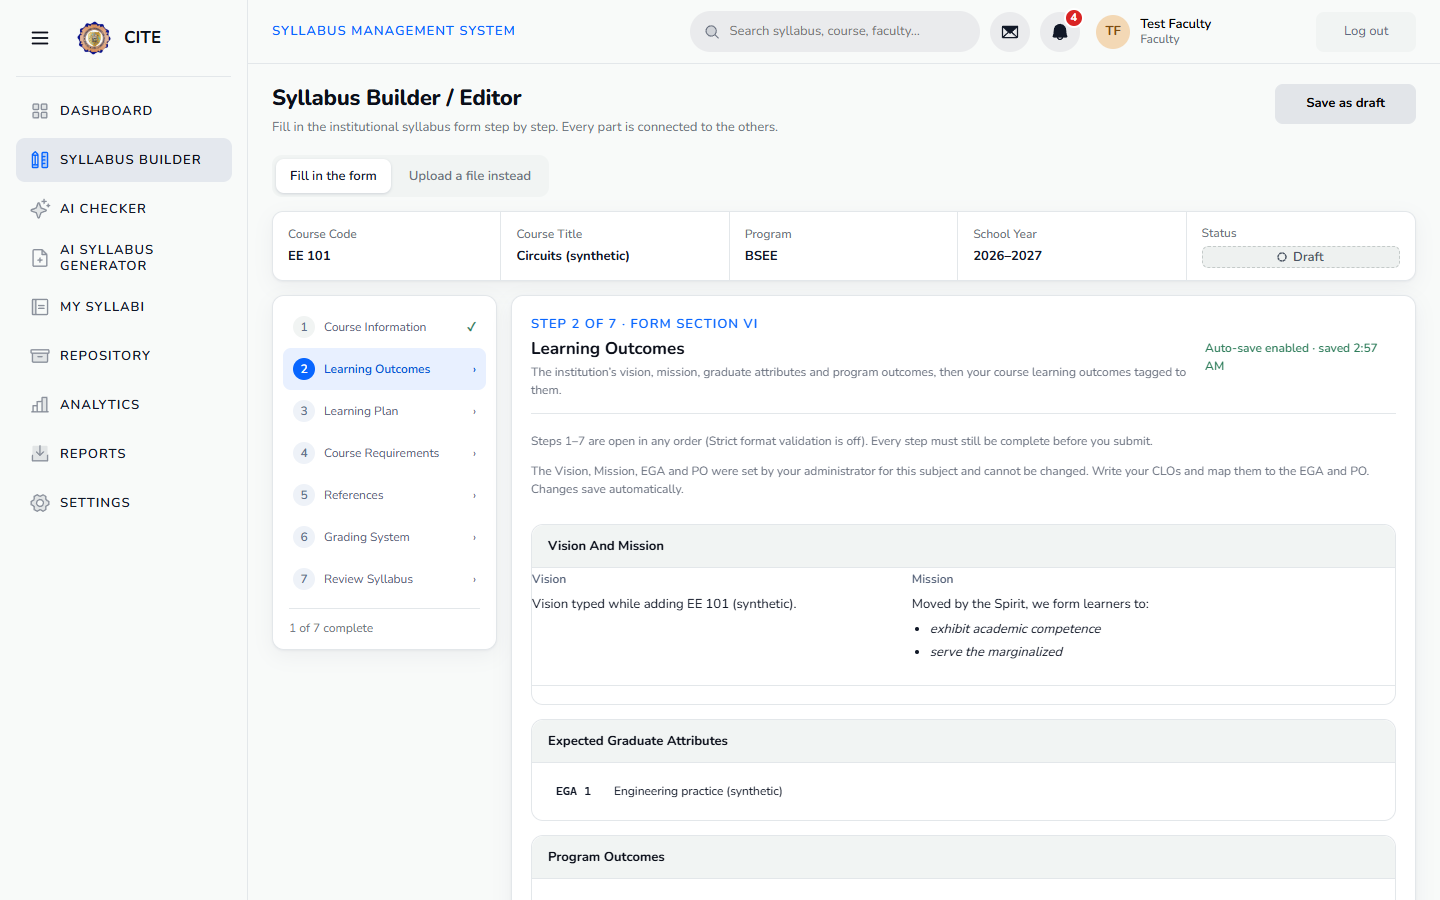 CITE
SYLLABUS MANAGEMENT SYSTEM
Search syllabus, course, faculty...
4
TF
Test Faculty
Faculty
Log out
DASHBOARD
SYLLABUS BUILDER
AI CHECKER
AI SYLLABUS
GENERATOR
MY SYLLABI
REPOSITORY
ANALYTICS
REPORTS
SETTINGS
Syllabus Builder / Editor
Fill in the institutional syllabus form step by step. Every part is connected to the others.
Save as draft
Fill in the form
Upload a file instead
Course Code
EE 101
Course Title
Circuits (synthetic)
Program
BSEE
School Year
2026–2027
Status
Draft
1 Course Information ✓
2 Learning Outcomes ›
3 Learning Plan ›
4 Course Requirements ›
5 References ›
6 Grading System ›
7 Review Syllabus ›
1 of 7 complete
STEP 2 OF 7 · FORM SECTION VI
Learning Outcomes
The institution's vision, mission, graduate attributes and program outcomes, then your course learning outcomes tagged to
them.
Auto-save enabled · saved 2:57
AM
Steps 1–7 are open in any order (Strict format validation is off). Every step must still be complete before you submit.
The Vision, Mission, EGA and PO were set by your administrator for this subject and cannot be changed. Write your CLOs and map them to the EGA and PO.
Changes save automatically.
Vision And Mission
Vision
Vision typed while adding EE 101 (synthetic).
Mission
Moved by the Spirit, we form learners to:
• exhibit academic competence
• serve the marginalized
Expected Graduate Attributes
EGA 1 Engineering practice (synthetic)
Program Outcomes